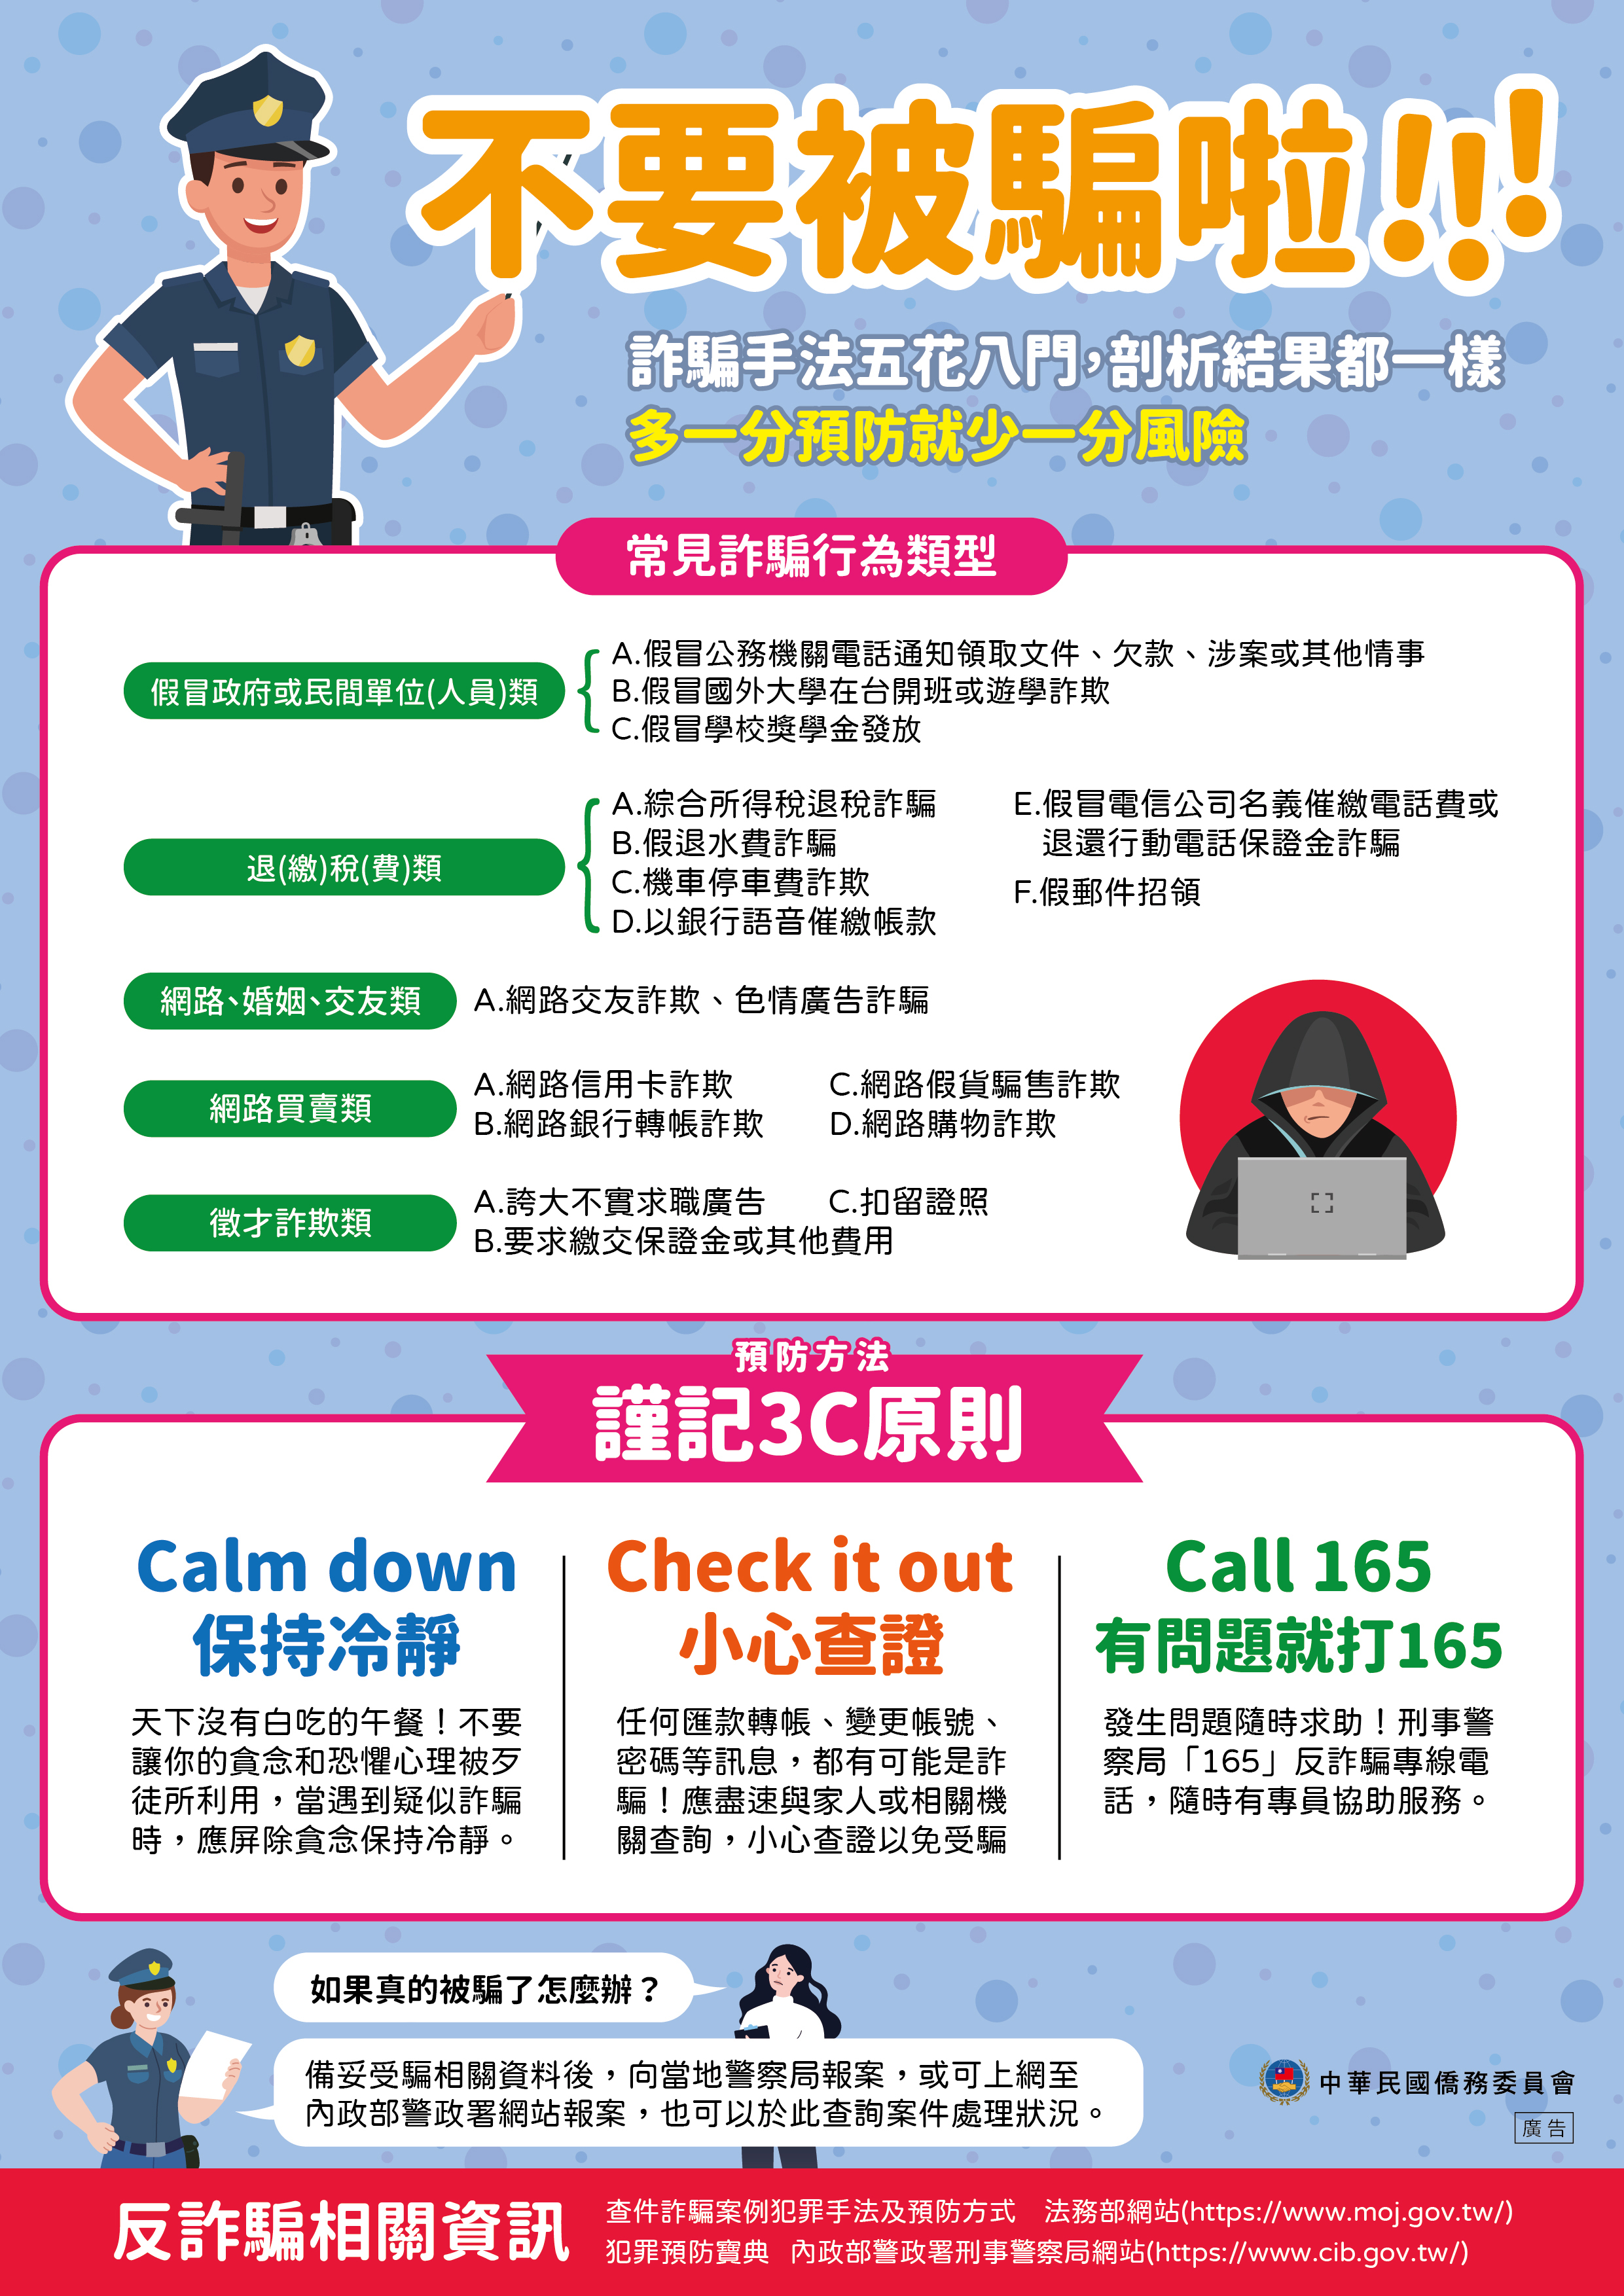 不要被騙啦!!!
詐騙手法五花八門，剖析結果都一樣
多一分預防就少一分風險
常見詐騙行為類型
假冒政府或民間單位(人員)類
A.假冒公務機關電話通知領取文件、欠款、涉案或其他情事
B.假冒國外大學在台開班或遊學詐欺
C.假冒學校獎學金發放
退(繳)稅(費)類
A.綜合所得稅退稅詐騙
B.假退水費詐騙
C.機車停車費詐欺
D.以銀行語音催繳帳款
E.假冒電信公司名義催繳電話費或
退還行動電話保證金詐騙
F.假郵件招領
網路、婚姻、交友類
A.網路交友詐欺、色情廣告詐騙
網路買賣類
A.網路信用卡詐欺
B.網路銀行轉帳詐欺
C.網路假貨騙售詐欺
D.網路購物詐欺
徵才詐欺類
A.誇大不實求職廣告
B.要求繳交保證金或其他費用
C.扣留證照
預防方法
謹記3C原則
Calm down
保持冷靜
天下沒有白吃的午餐！不要
讓你的貪念和恐懼心理被歹
徒所利用，當遇到疑似詐騙
時，應屏除貪念保持冷靜。
Check it out
小心查證
任何匯款轉帳、變更帳號、
密碼等訊息，都有可能是詐
騙！應盡速與家人或相關機
關查詢，小心查證以免受騙
Call 165
有問題就打165
發生問題隨時求助！刑事警
察局「165」反詐騙專線電
話，隨時有專員協助服務。
如果真的被騙了怎麼辦？
備妥受騙相關資料後，向當地警察局報案，或可上網至
內政部警政署網站報案，也可以於此查詢案件處理狀況。
中華民國僑務委員會
廣告
反詐騙相關資訊
查件詐騙案例犯罪手法及預防方式 法務部網站(https://www.moj.gov.tw/)
犯罪預防寶典 內政部警政署刑事警察局網站(https://www.cib.gov.tw/)